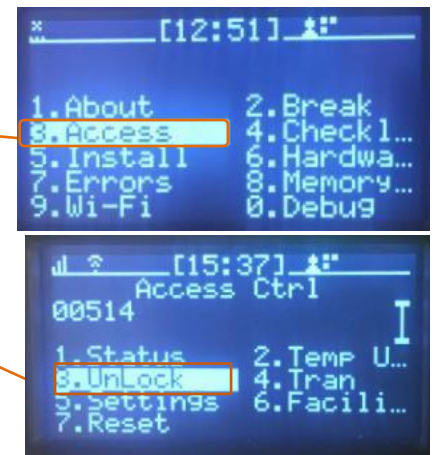 [12:51]
1.About 2.Break
3.Access 4.Checkl...
5.Install 6.Hardwa...
7.Errors 8.Memory...
9.Wi-Fi 0.Debug
[15:37]
Access Ctrl
00514
1.Status 2.Temp U...
3.UnLock 4.Tran
5.Settings 6.Facili...
7.Reset